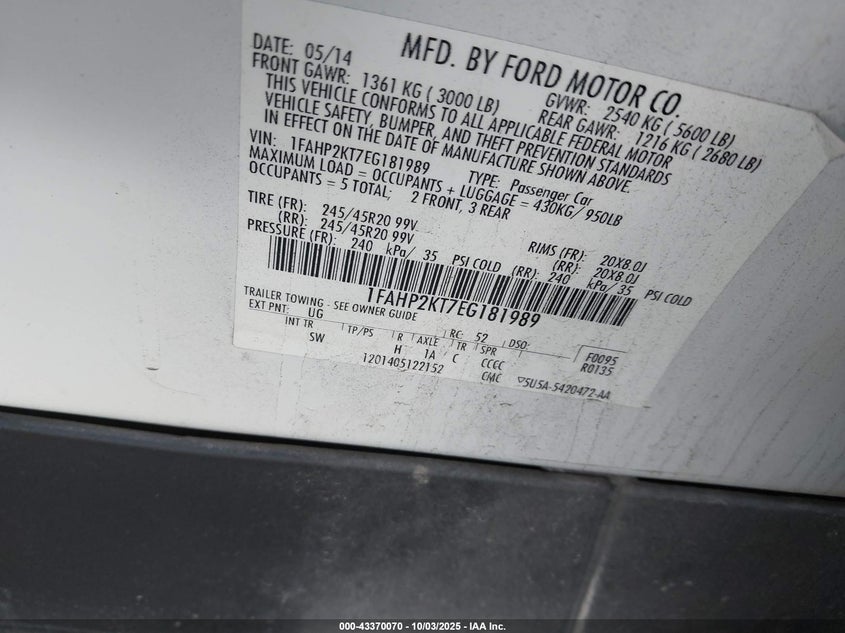 MFD. BY FORD MOTOR CO.
DATE: 05/14 GVWR: 2540 KG ( 5600 LB)
FRONT GAWR: 1361 KG ( 3000 LB) REAR GAWR: 1216 KG ( 2680 LB)
THIS VEHICLE CONFORMS TO ALL APPLICABLE FEDERAL MOTOR
VEHICLE SAFETY, BUMPER, AND THEFT PREVENTION STANDARDS
IN EFFECT ON THE DATE OF MANUFACTURE SHOWN ABOVE.
VIN: 1FAHP2KT7EG181989 TYPE: Passenger Car
MAXIMUM LOAD = OCCUPANTS + LUGGAGE = 430KG/ 950LB
OCCUPANTS = 5 TOTAL; 2 FRONT, 3 REAR
TIRE (FR): 245/45R20 99V RIMS (FR): 20X8.0J
(RR): 245/45R20 99V (RR): 20X8.0J
PRESSURE (FR): 240 kPa/ 35 PSI COLD (RR): 240 kPa/ 35 PSI COLD
1FAHP2KT7EG181989
TRAILER TOWING - SEE OWNER GUIDE
EXT PNT: UG RC: 52 DSO: F0095
INT TR TP/PS R AXLE TR SPR R0135
SW H 1A C CCGC
1201405122152 CMC ▽5U5A-5420472-AA
000-43370070 - 10/03/2025 - IAA Inc.